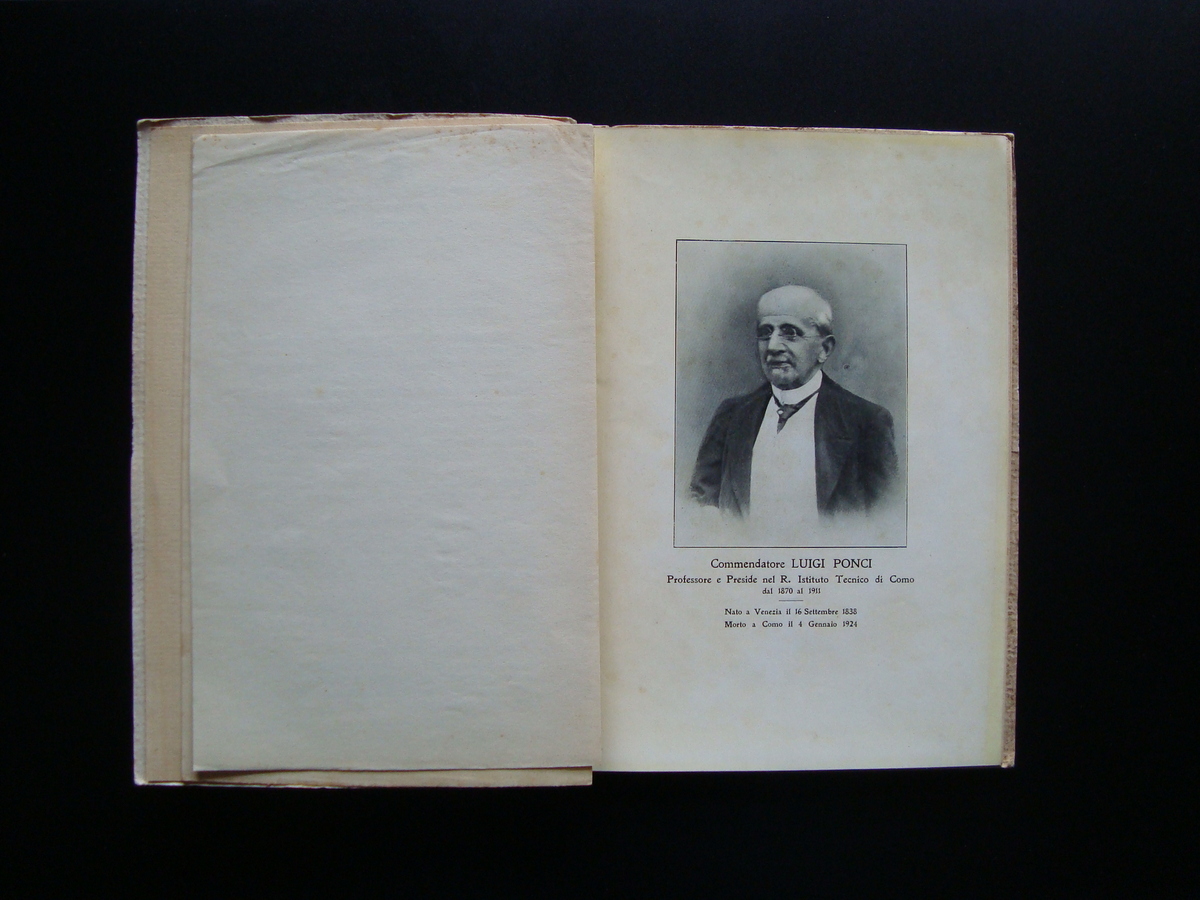 Commendatore LUIGI PONCI
Professore e Preside nel R. Istituto Tecnico di Como
dal 1870 al 1911
Nato a Venezia il 16 Settembre 1838
Morto a Como il 4 Gennaio 1924